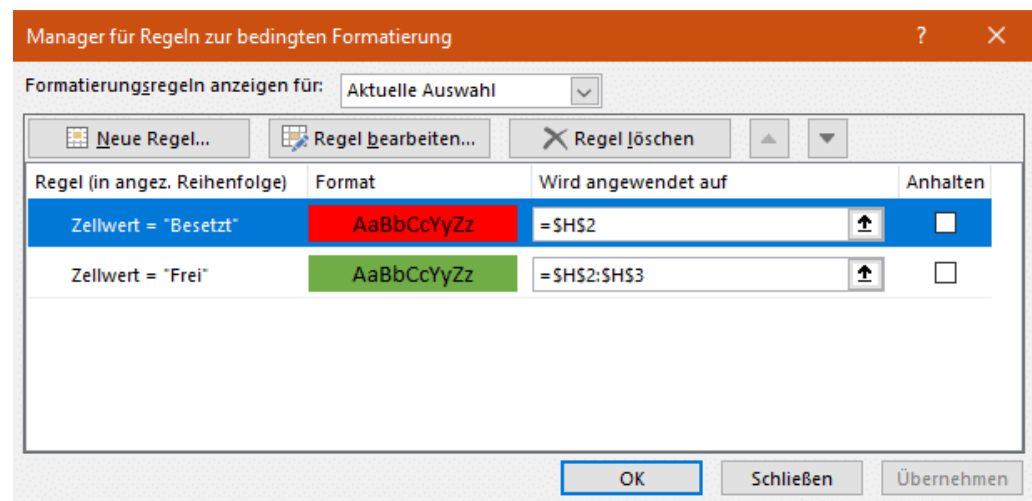 Manager für Regeln zur bedingten Formatierung ?
Formatierungsregeln anzeigen für: Aktuelle Auswahl
Neue Regel... Regel bearbeiten... Regel löschen
Regel (in angez. Reihenfolge) Format Wird angewendet auf Anhalten
Zellwert = "Besetzt" AaBbCcYyZz =$H$2
Zellwert = "Frei" AaBbCcYyZz =$H$2:$H$3
OK Schließen Übernehmen